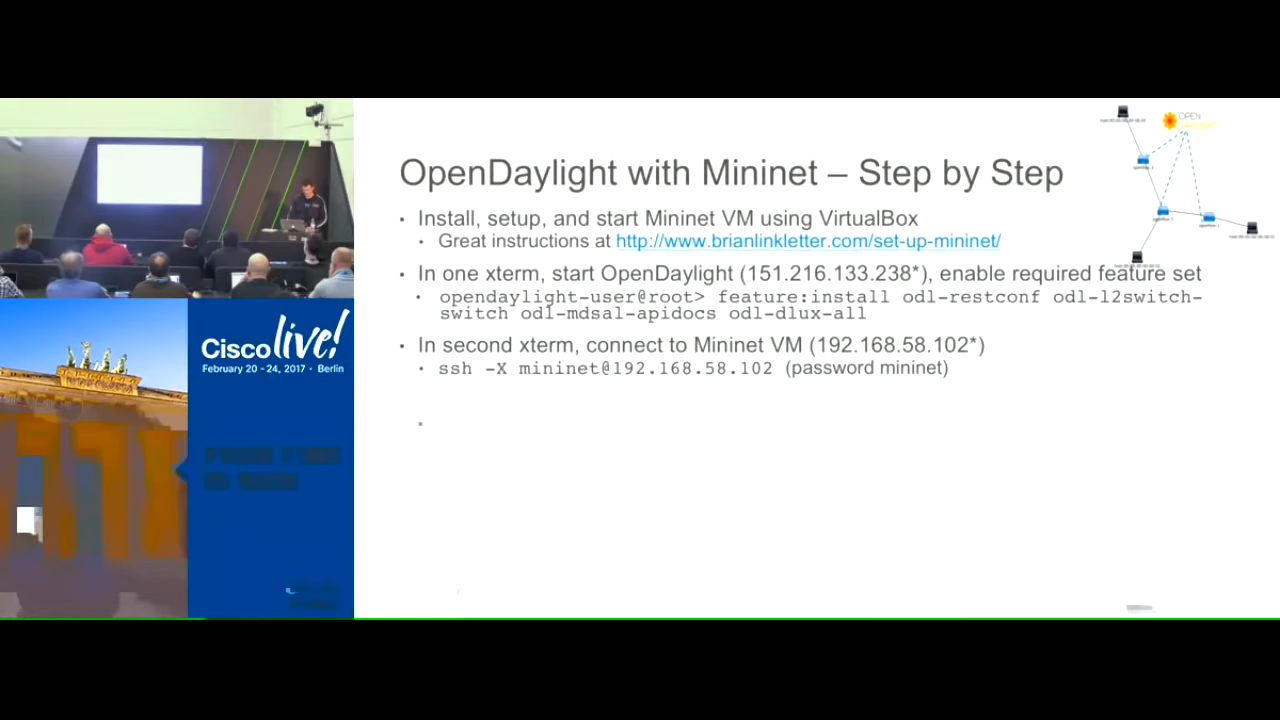 OPEN
OpenDaylight with Mininet – Step by Step
• Install, setup, and start Mininet VM using VirtualBox
• Great instructions at http://www.brianlinkletter.com/set-up-mininet/
• In one xterm, start OpenDaylight (151.216.133.238*), enable required feature set
• opendaylight-user@root> feature:install odl-restconf odl-l2switch-
switch odl-mdsal-apidocs odl-dlux-all
• In second xterm, connect to Mininet VM (192.168.58.102*)
• ssh -X mininet@192.168.58.102 (password mininet)
Cisco live!
February 20 - 24, 2017 • Berlin